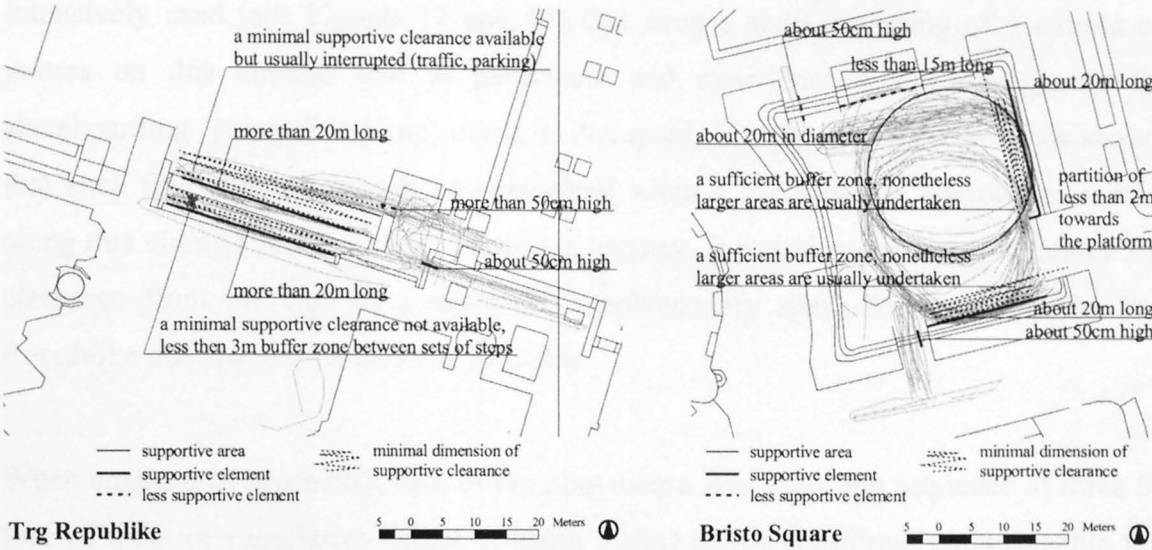 a minimal supportive clearance available
but usually interrupted (traffic, parking)
more than 20m long
more than 50cm high
about 50cm high
more than 20m long
a minimal supportive clearance not available,
less then 3m buffer zone between sets of steps
supportive area
supportive element
less supportive element
minimal dimension of
supportive clearance
Trg Republike
5 0 5 10 15 20 Meters
about 50cm high
less than 15m long
about 20m long
about 20m in diameter
a sufficient buffer zone, nonetheless
larger areas are usually undertaken
partition of
less than 2m
towards
the platform
a sufficient buffer zone, nonetheless
larger areas are usually undertaken
about 20m long
about 50cm high
supportive area
supportive element
less supportive element
minimal dimension of
supportive clearance
Bristo Square
5 0 5 10 15 20 Meters